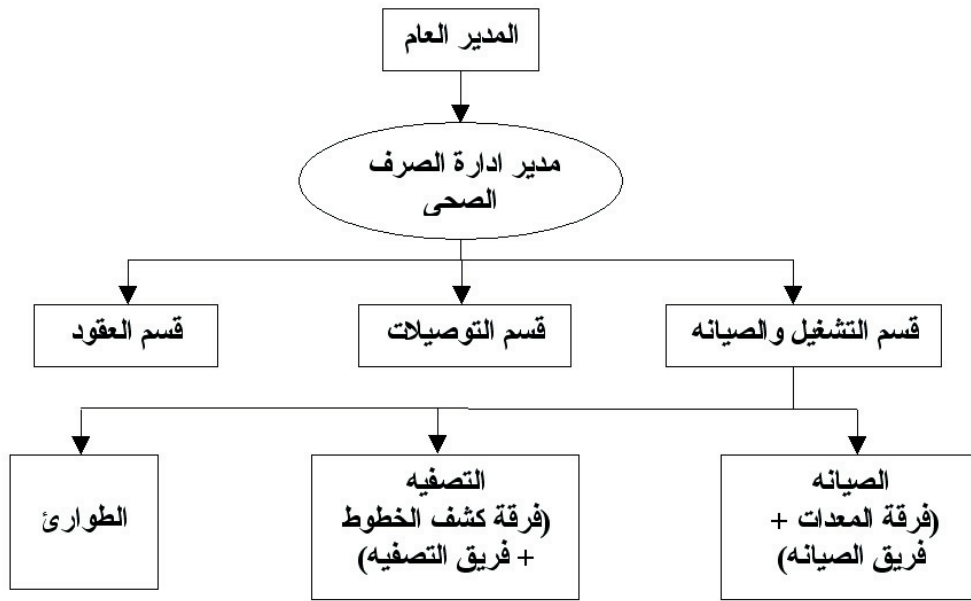 المدير العام
مدير ادارة الصرف
الصحى
قسم التشغيل والصيانه
قسم التوصيلات
قسم العقود
الصيانه
(فرقة المعدات +
فريق الصيانه)
التصفيه
(فرقة كشف الخطوط
+ فريق التصفيه)
الطوارئ